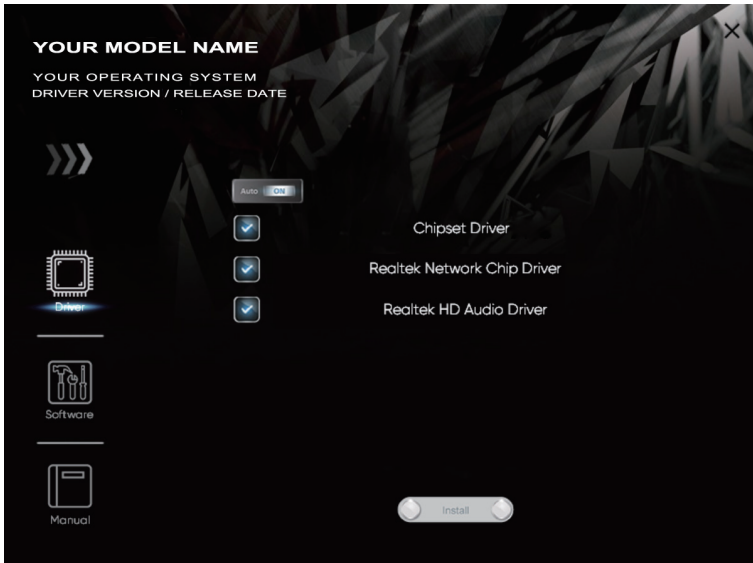 YOUR MODEL NAME
YOUR OPERATING SYSTEM
DRIVER VERSION / RELEASE DATE
Auto ON
Chipset Driver
Realtek Network Chip Driver
Realtek HD Audio Driver
Driver
Software
Manual
Install